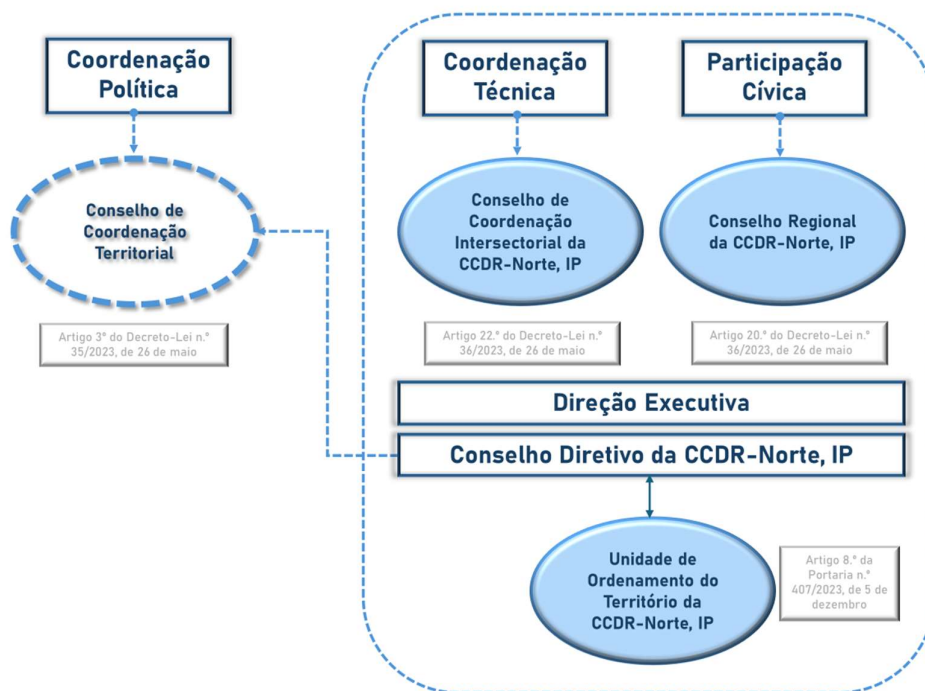 Coordenação
Política
Coordenação
Técnica
Participação
Cívica
Conselho de
Coordenação
Territorial
Conselho de
Coordenação
Intersectorial da
CCDR-Norte, IP
Conselho Regional
da CCDR-Norte, IP
Artigo 3º do Decreto-Lei n.º
35/2023, de 26 de maio
Artigo 22.º do Decreto-Lei n.º
36/2023, de 26 de maio
Artigo 20.º do Decreto-Lei n.º
36/2023, de 26 de maio
Direção Executiva
Conselho Diretivo da CCDR-Norte, IP
Unidade de
Ordenamento do
Território da
CCDR-Norte, IP
Artigo 8.º da
Portaria n.º
407/2023, de 5 de
dezembro